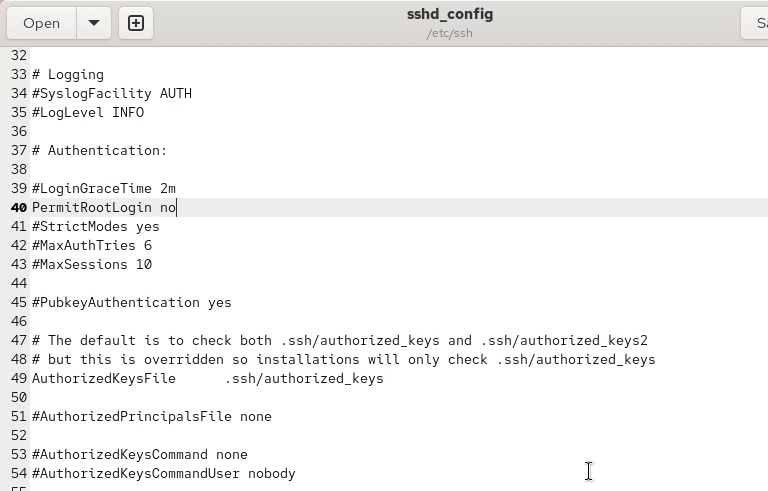 Open
sshd_config
/etc/ssh
32
33 # Logging
34 #SyslogFacility AUTH
35 #LogLevel INFO
36
37 # Authentication:
38
39 #LoginGraceTime 2m
40 PermitRootLogin no
41 #StrictModes yes
42 #MaxAuthTries 6
43 #MaxSessions 10
44
45 #PubkeyAuthentication yes
46
47 # The default is to check both .ssh/authorized_keys and .ssh/authorized_keys2
48 # but this is overridden so installations will only check .ssh/authorized_keys
49 AuthorizedKeysFile      .ssh/authorized_keys
50
51 #AuthorizedPrincipalsFile none
52
53 #AuthorizedKeysCommand none
54 #AuthorizedKeysCommandUser nobody